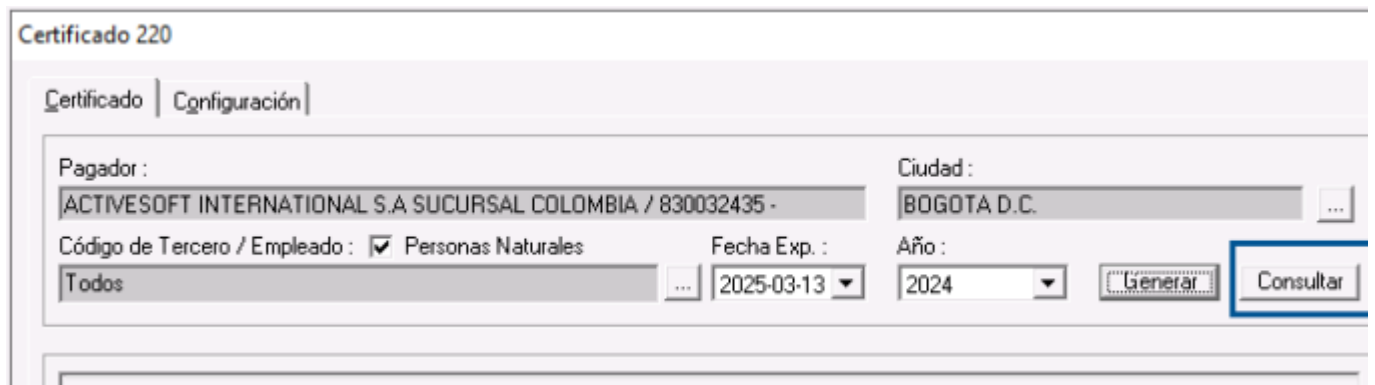 Certificado 220
Certificado Configuración
Pagador : Ciudad :
ACTIVESOFT INTERNATIONAL S.A SUCURSAL COLOMBIA / 830032435 - BOGOTA D.C. ...
Código de Tercero / Empleado : Personas Naturales Fecha Exp. : Año :
Todos ... 2025-03-13 2024 Generar Consultar